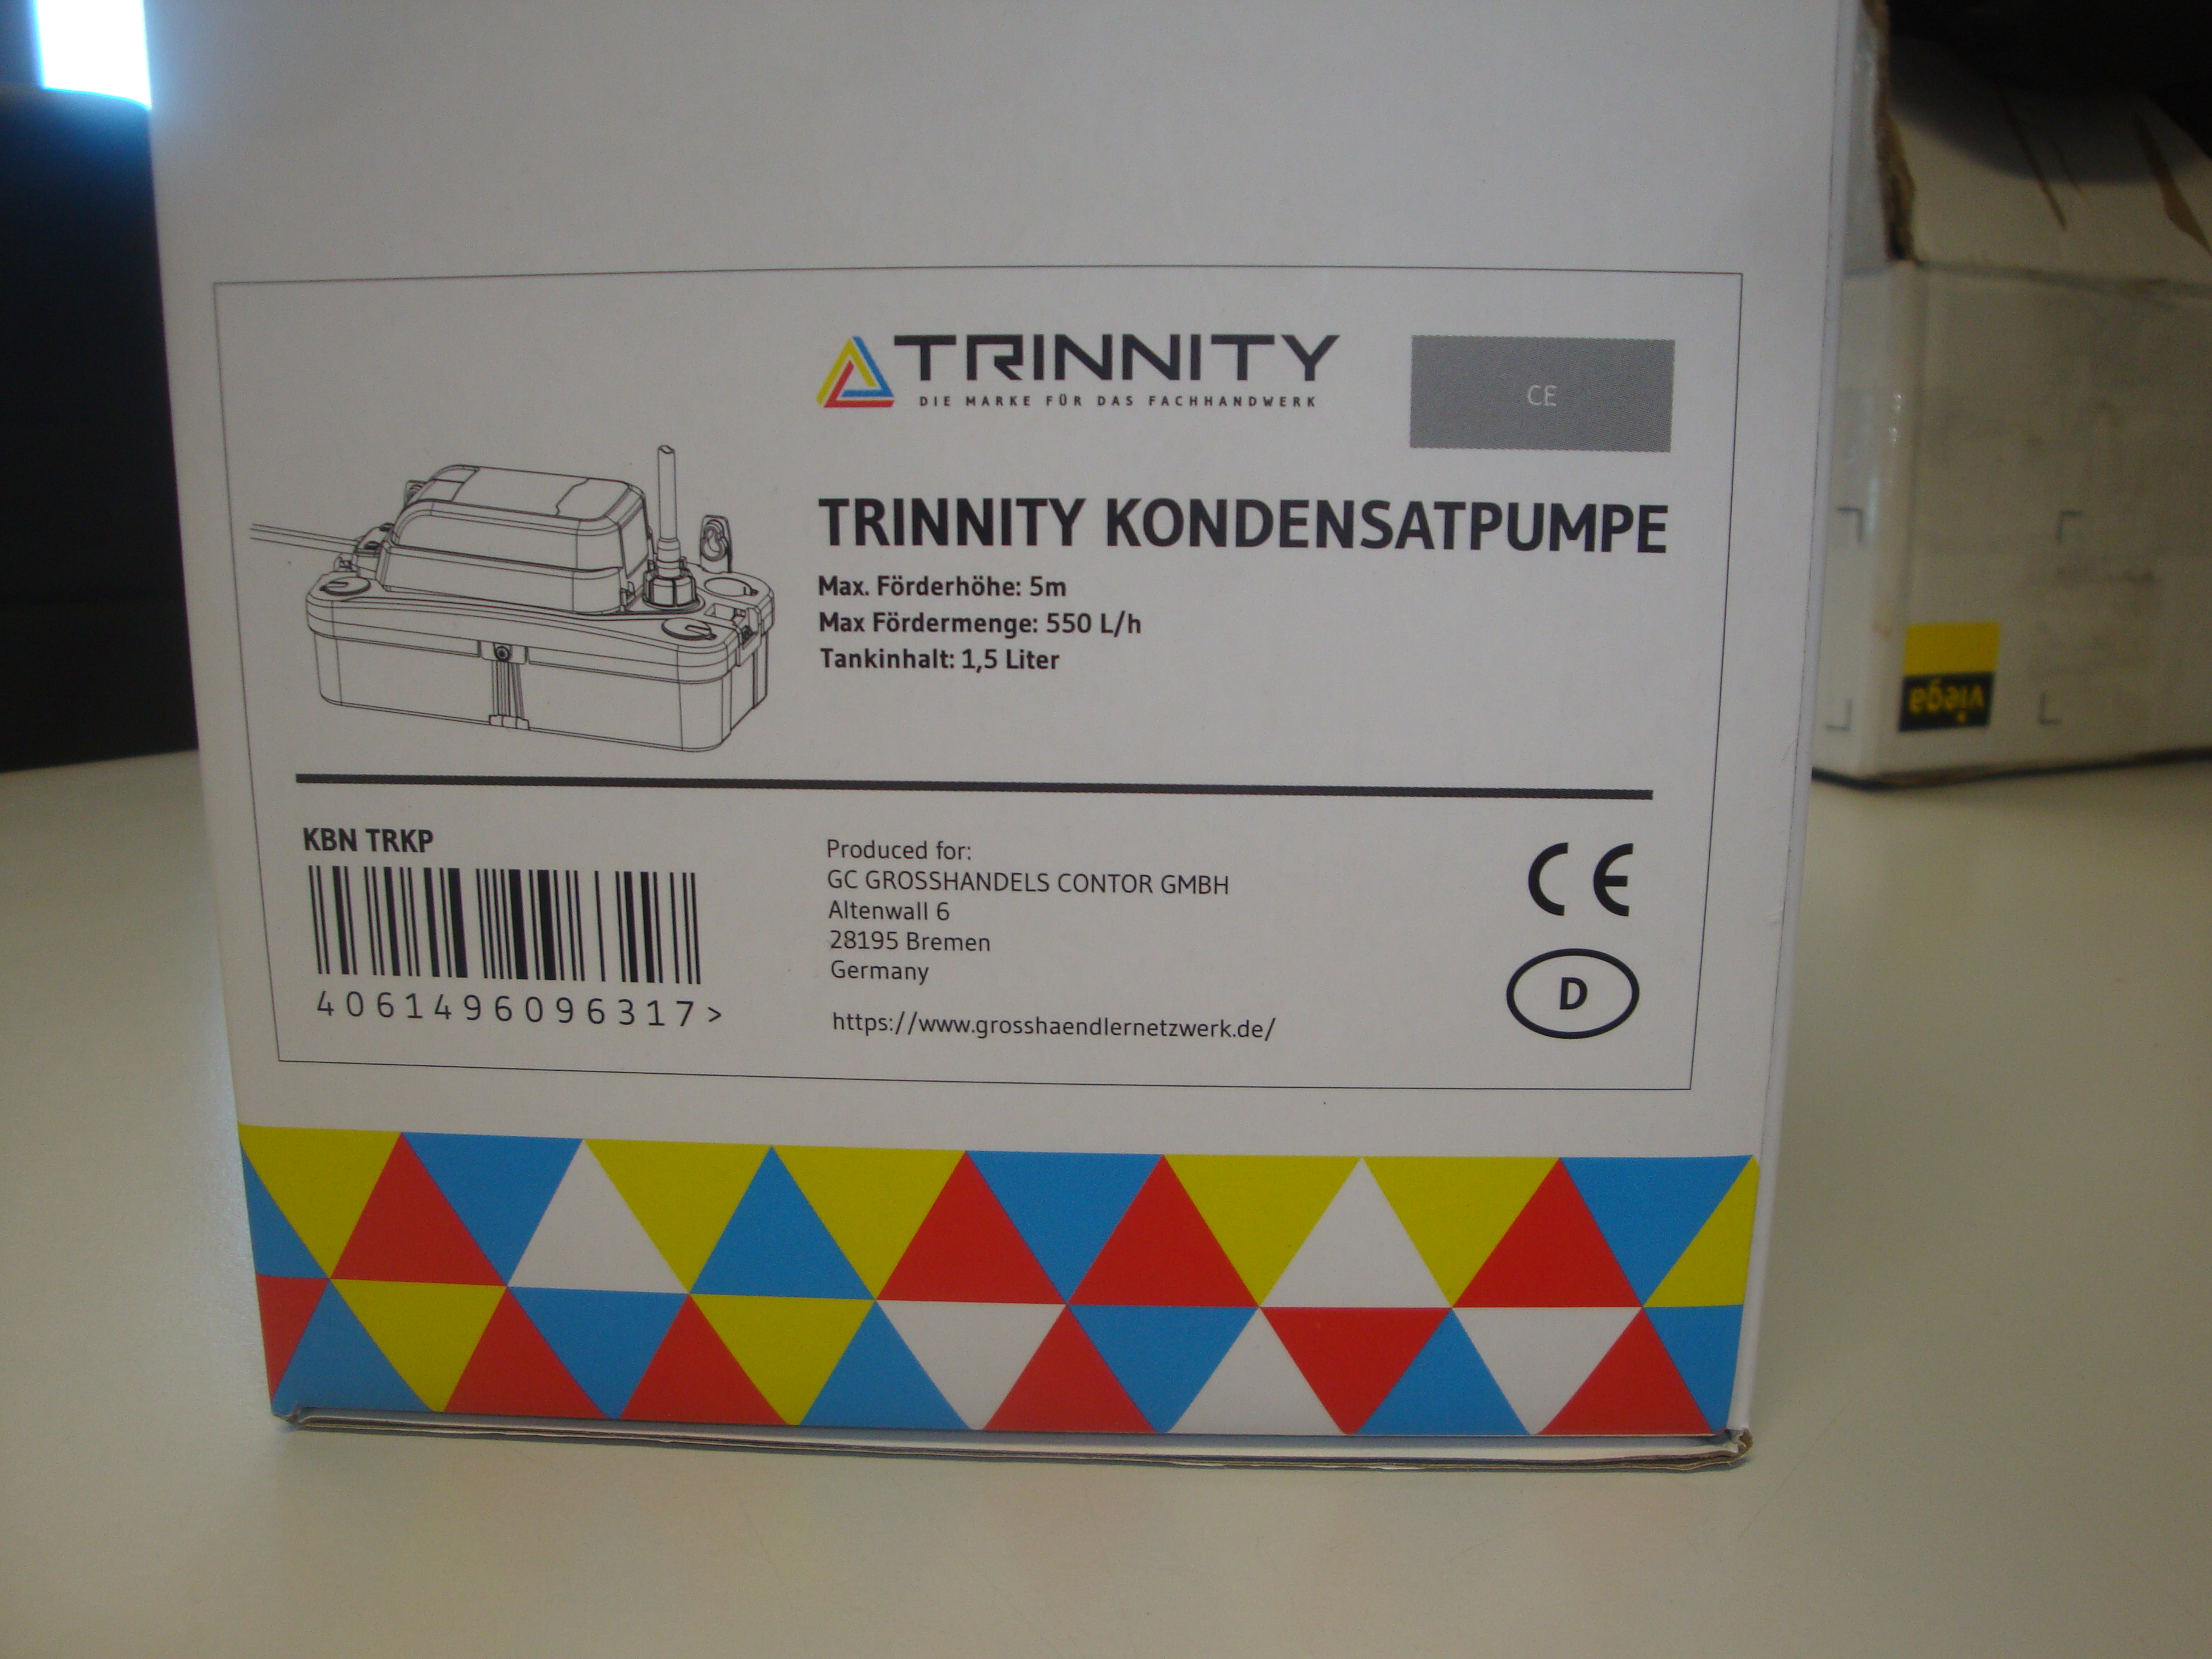 TRINNITY
DIE MARKE FÜR DAS FACHHANDWERK
CE
TRINNITY KONDENSATPUMPE
Max. Förderhöhe: 5m
Max Fördermenge: 550 L/h
Tankinhalt: 1,5 Liter
KBN TRKP
4061496096317>
Produced for:
GC GROSSHANDELS CONTOR GMBH
Altenwall 6
28195 Bremen
Germany
https://www.grosshaendlernetzwerk.de/
CE
D
viega